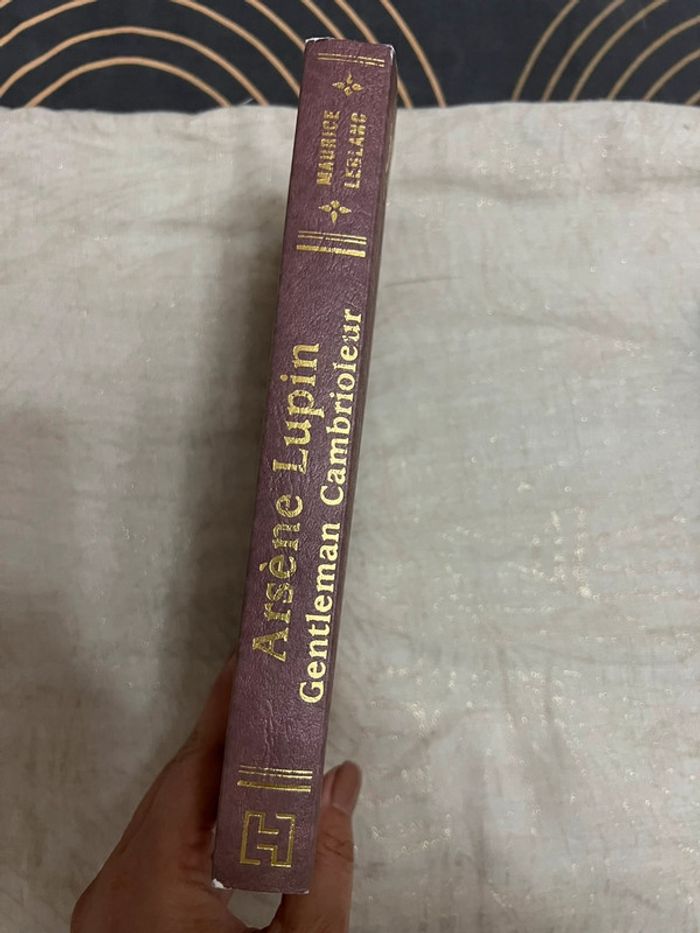 MAURICE
LEBLANC
Arsène Lupin
Gentleman Cambrioleur